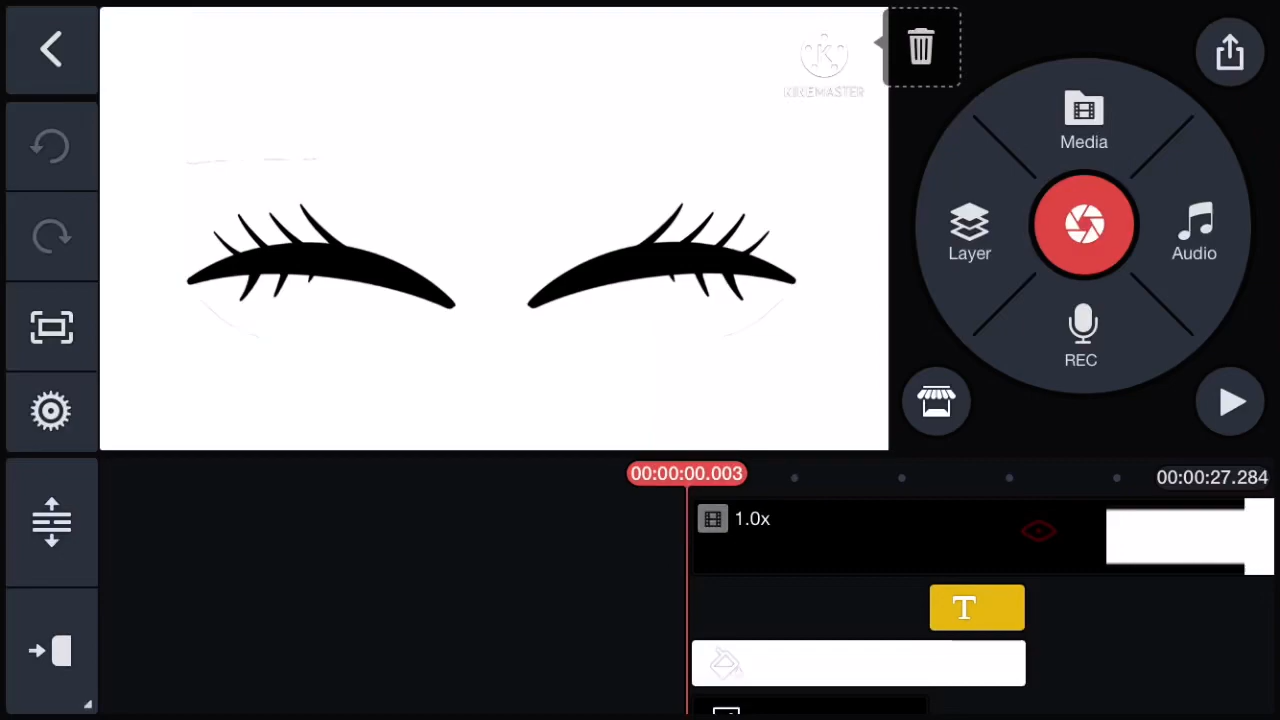 KINEMASTER
Media
Layer
Audio
REC
00:00:00.003
00:00:27.284
1.0x
T